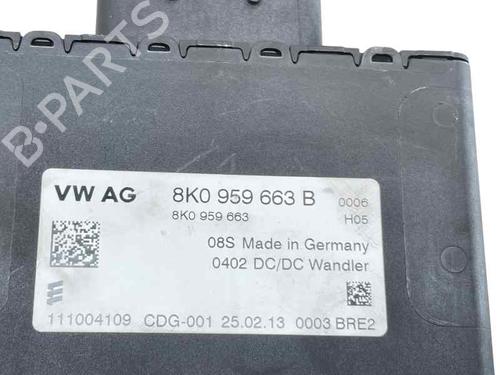 B-PARTS
VW AG 8K0 959 663 B 0006
8K0 959 663 H05
08S Made in Germany
0402 DC/DC Wandler
111004109 CDG-001 25.02.13 0003 BRE2